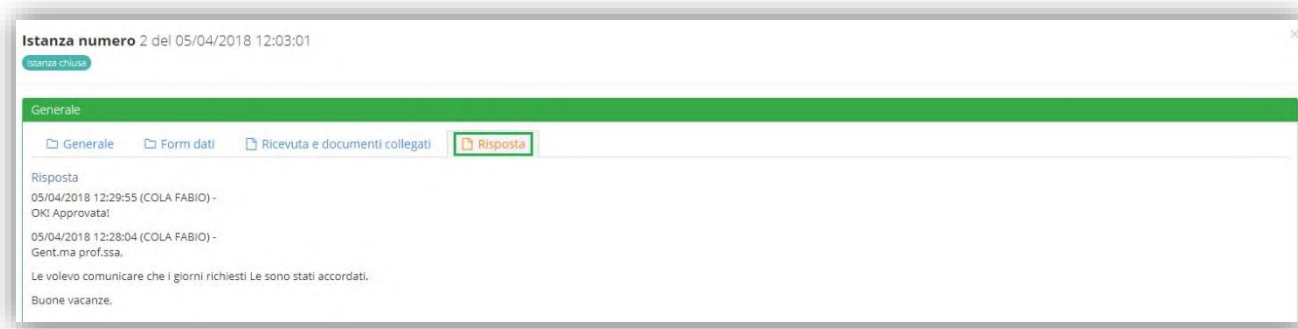 Istanza numero 2 del 05/04/2018 12:03:01
×
Istanza chiusa
Generale
Generale Form dati Ricevuta e documenti collegati Risposta
Risposta
05/04/2018 12:29:55 (COLA FABIO) -
OK! Approvata!
05/04/2018 12:28:04 (COLA FABIO) -
Gent.ma prof.ssa,
Le volevo comunicare che i giorni richiesti Le sono stati accordati.
Buone vacanze,